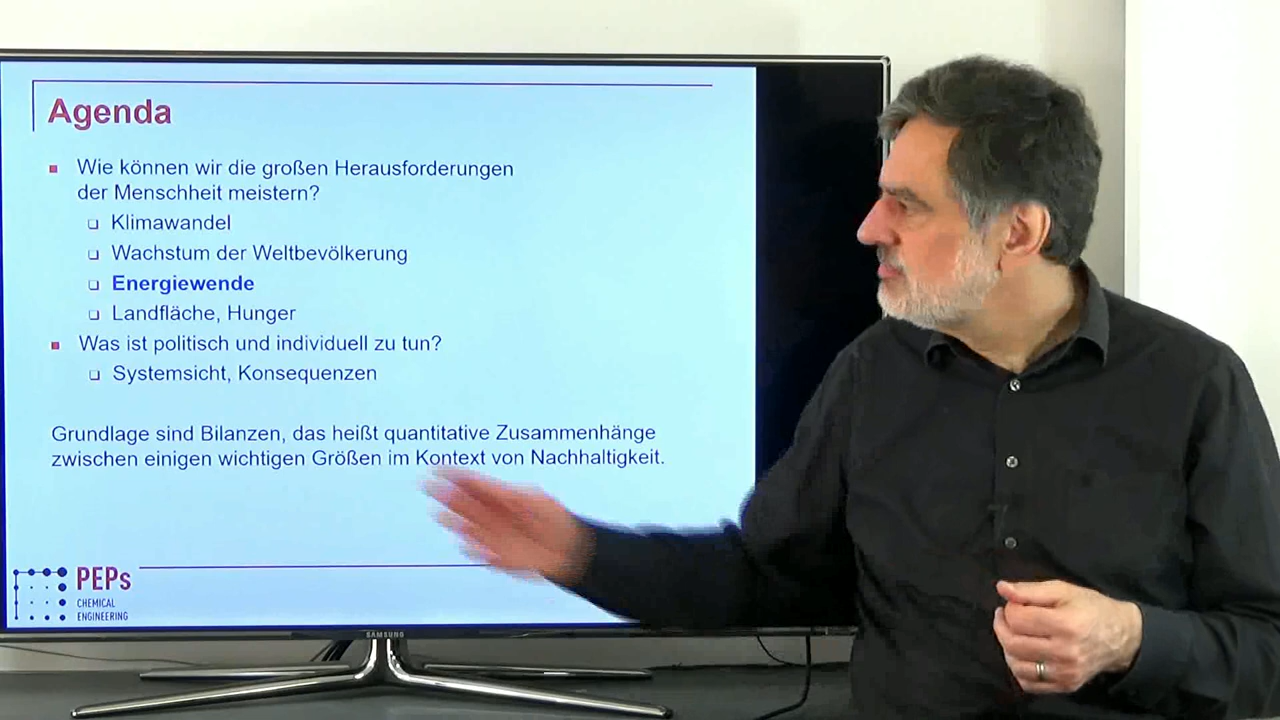 Agenda
Wie können wir die großen Herausforderungen
der Menschheit meistern?
Klimawandel
Wachstum der Weltbevölkerung
Energiewende
Landfläche, Hunger
Was ist politisch und individuell zu tun?
Systemsicht, Konsequenzen
Grundlage sind Bilanzen, das heißt quantitative Zusammenhänge
zwischen einigen wichtigen Größen im Kontext von Nachhaltigkeit.
PEPs
CHEMICAL
ENGINEERING
SAMSUNG